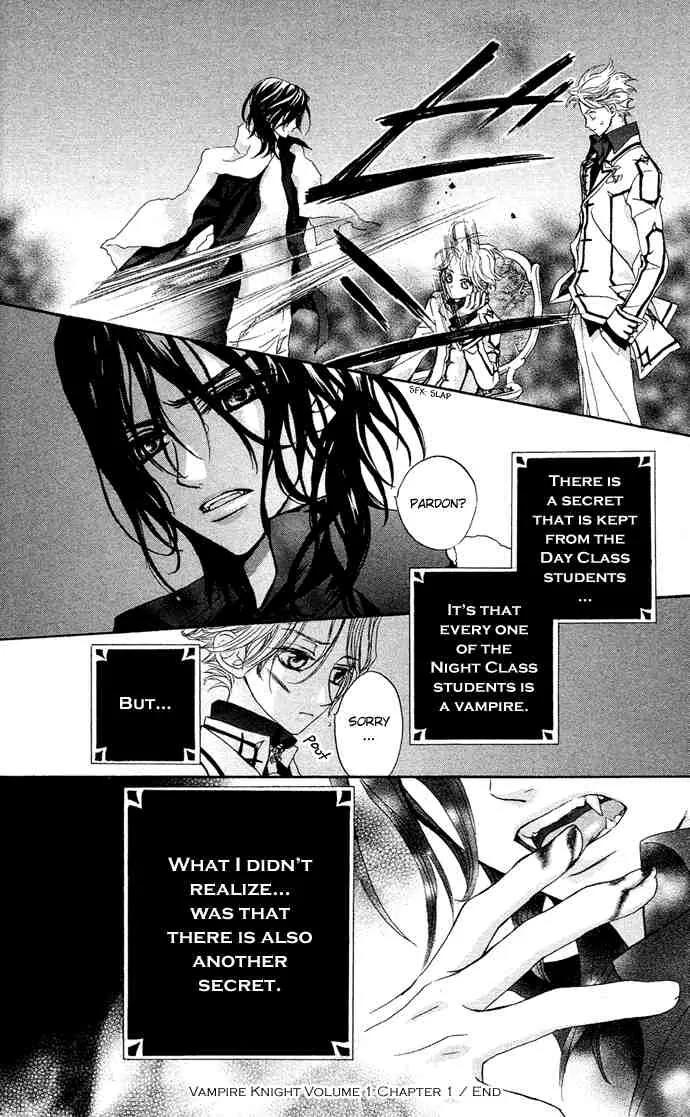 SFX: SLAP
PARDON?
THERE IS
A SECRET
THAT IS KEPT
FROM THE
DAY CLASS
STUDENTS
...
IT'S THAT
EVERY ONE
OF THE
NIGHT CLASS
STUDENTS IS
A VAMPIRE.
SORRY
...
pout
BUT...
WHAT I DIDN'T
REALIZE...
WAS THAT
THERE IS ALSO
ANOTHER
SECRET.
VAMPIRE KNIGHT VOLUME 1 CHAPTER 1 / END